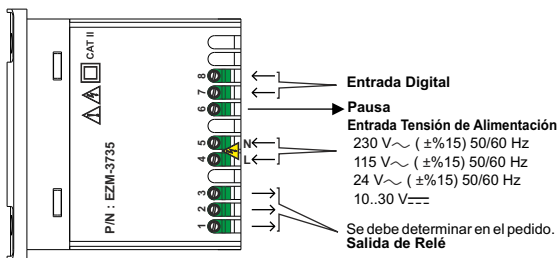 CAT II
P/N : EZM-3735
8
7
6
5
4
3
2
1
N
L
Entrada Digital
Pausa
Entrada Tensión de Alimentación
230 V～ ( ±%15) 50/60 Hz
115 V～ ( ±%15) 50/60 Hz
24 V～ ( ±%15) 50/60 Hz
10..30 V⎓
Se debe determinar en el pedido.
Salida de Relé